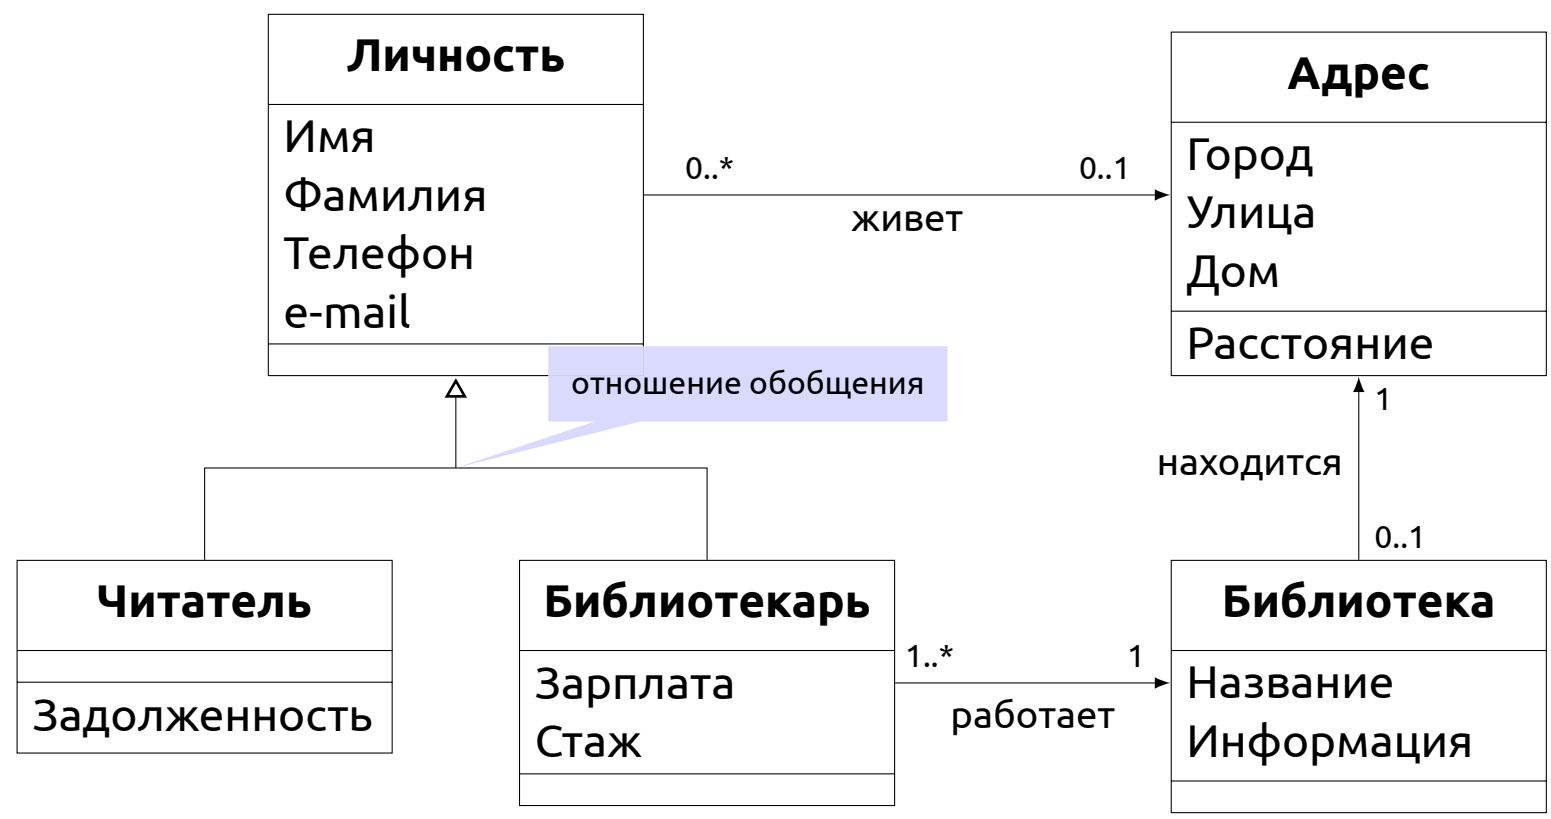 Личность
Имя
Фамилия
Телефон
e-mail
0..*
0..1
живет
Адрес
Город
Улица
Дом
Расстояние
отношение обобщения
1
находится
0..1
Читатель
Задолженность
Библиотекарь
Зарплата
Стаж
1..*
1
работает
Библиотека
Название
Информация